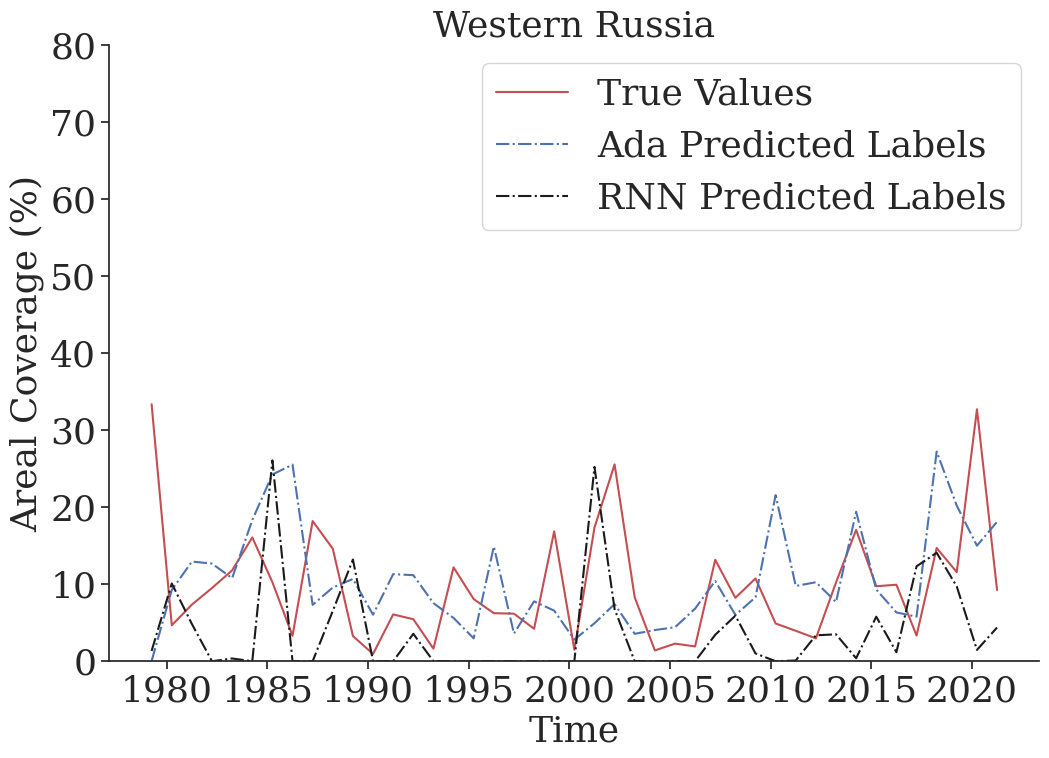 Western Russia
80
70
60
50
40
30
20
10
0
Areal Coverage (%)
True Values
Ada Predicted Labels
RNN Predicted Labels
1980 1985 1990 1995 2000 2005 2010 2015 2020
Time